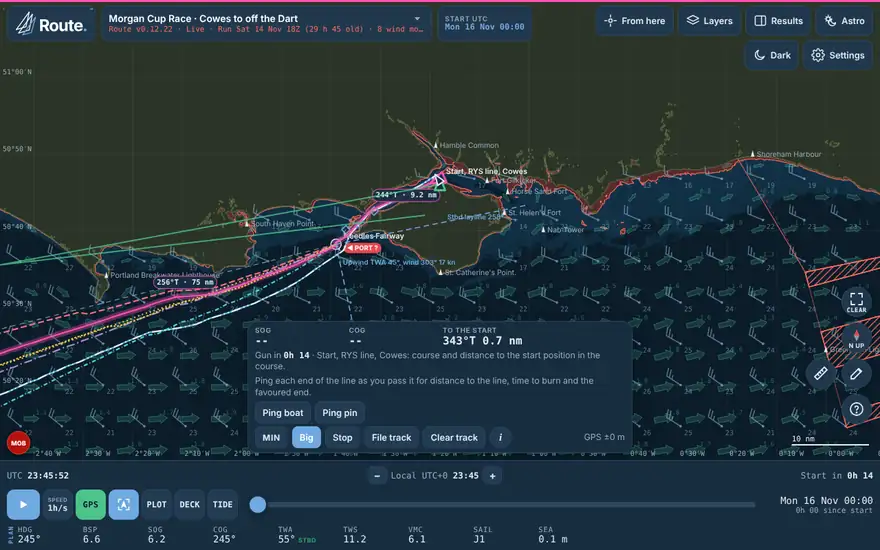 Route.
Morgan Cup Race · Cowes to off the Dart
Route v0.12.22 · Live · Run Sat 14 Nov 18Z (29 h 45 old) · 8 wind mo…
START UTC
Mon 16 Nov 00:00
From here
Layers
Results
Astro
Dark
Settings
51°00' N
50°50' N
50°40' N
50°30' N
50°20' N
Hamble Common
Shoreham Harbour
Start, RYS line, Cowes
Horse Sand Fort
244°T · 9.2 nm
St. Helen's Fort
Stbd layline 256°
South Haven Point
Nab Tower
Needles Fairway
◀ PORT ?
Upwind TWA 45°, wind 303° 17 kn
St. Catherine's Point
Portland Breakwater Lighthouse
256°T · 75 nm
CLEAR
N UP
SOG
--
COG
--
TO THE START
343°T 0.7 nm
Gun in 0h 14 · Start, RYS line, Cowes: course and distance to the start position in the
course.
Ping each end of the line as you pass it for distance to the line, time to burn and the
favoured end.
Ping boat
Ping pin
MIN
Big
Stop
File track
Clear track
i
GPS ±0 m
MOB
10 nm
2°40' W
2°30' W
2°20' W
2°10' W
0°40' W
0°30' W
0°20' W
0°10' W
0°00' W
UTC 23:45:52
−
Local UTC+0 23:45
+
Start in 0h 14
SPEED
1h/s
GPS
A
PLOT
DECK
TIDE
Mon 16 Nov 00:00
0h 00 since start
PLAN
HDG
245°
BSP
6.6
SOG
6.2
COG
245°
TWA
55° STBD
TWS
11.2
VMC
6.1
SAIL
J1
SEA
0.1 m